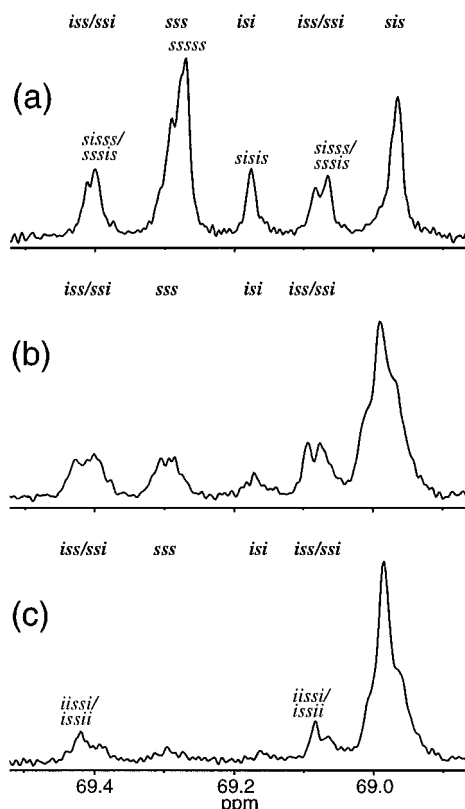 iss/ssi sss isi iss/ssi sis
sssss
(a)
sisss/
sssis
sisis
sisss/
sssis
iss/ssi sss isi iss/ssi
(b)
iss/ssi sss isi iss/ssi
(c)
iissi/
issii
iissi/
issii
69.4 69.2 69.0
ppm